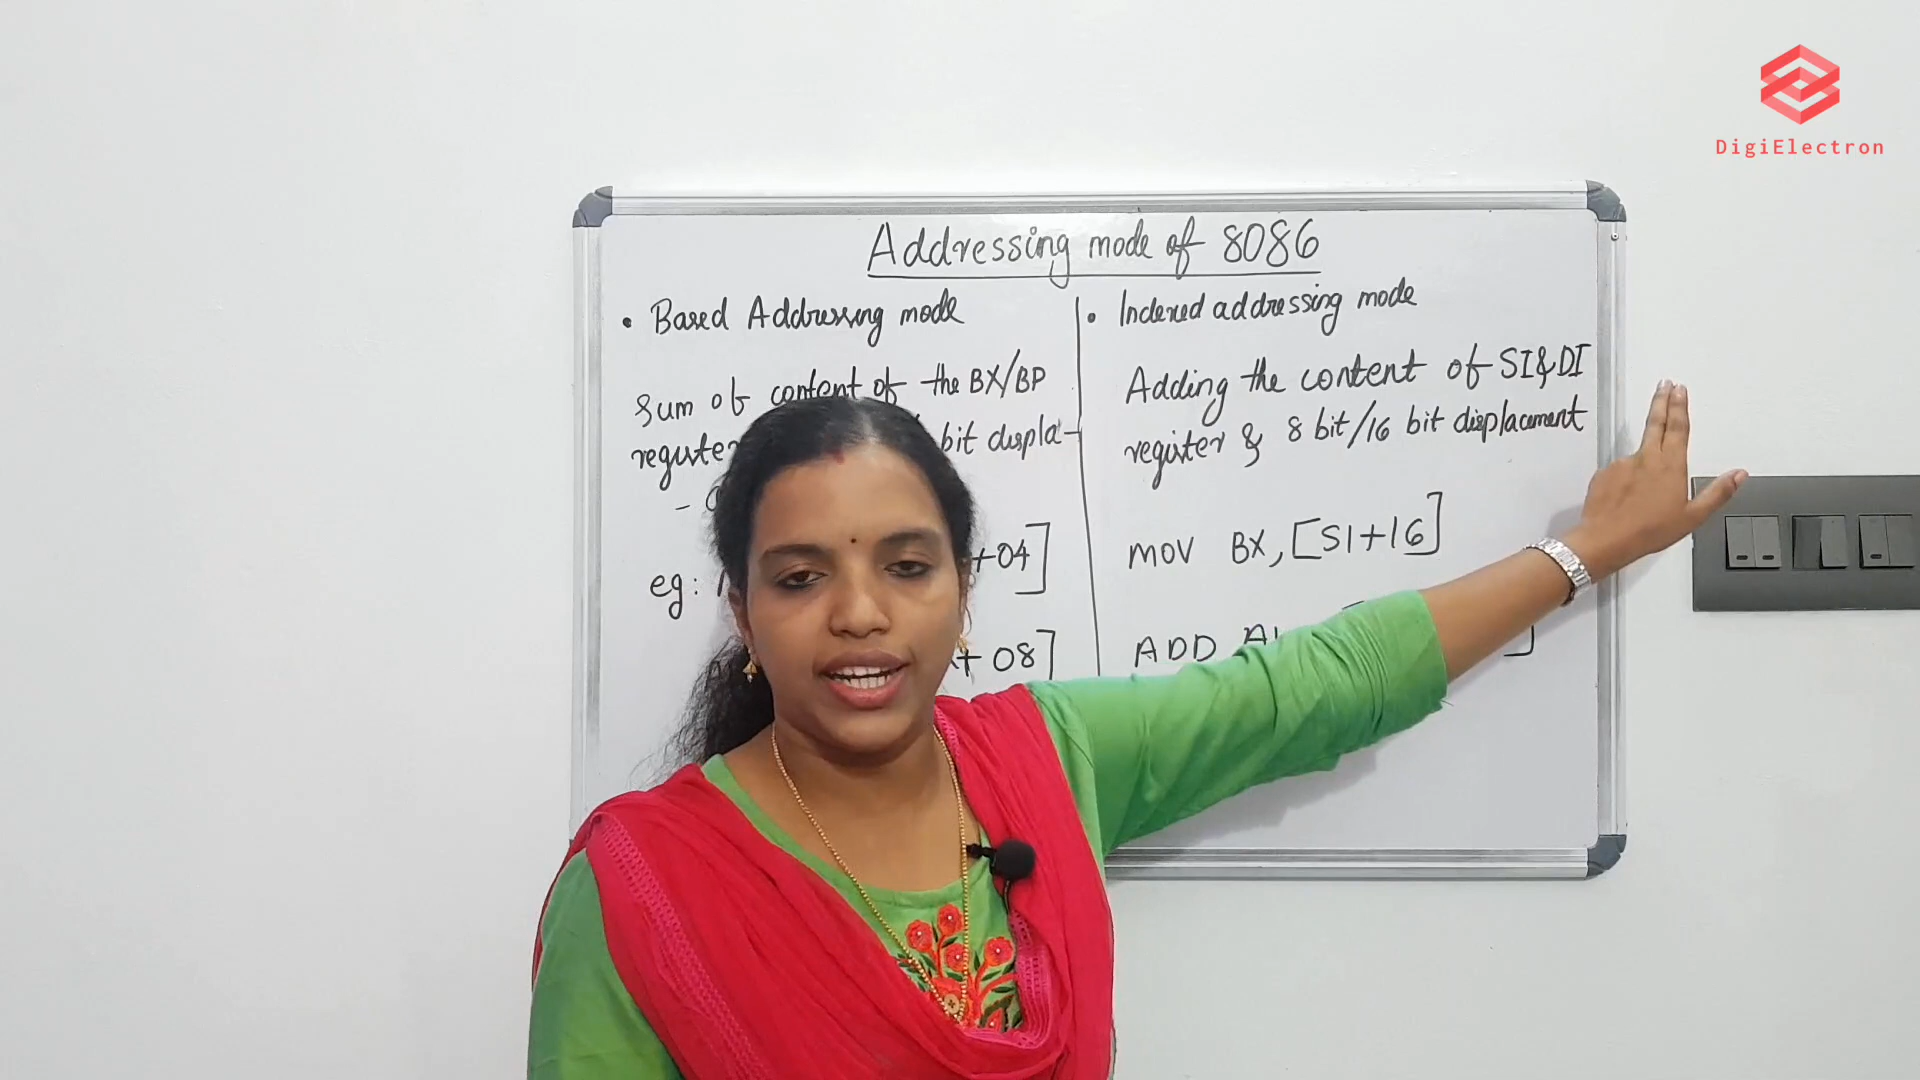 DigiElectron
Addressing mode of 8086
• Based Addressing mode
sum of content of the BX/BP
register bit displa-
eg: +04]
+ 08]
• Indexed addressing mode
Adding the content of SI & DI
register & 8 bit/16 bit displacement
MOV BX, [SI+16]
ADD ]